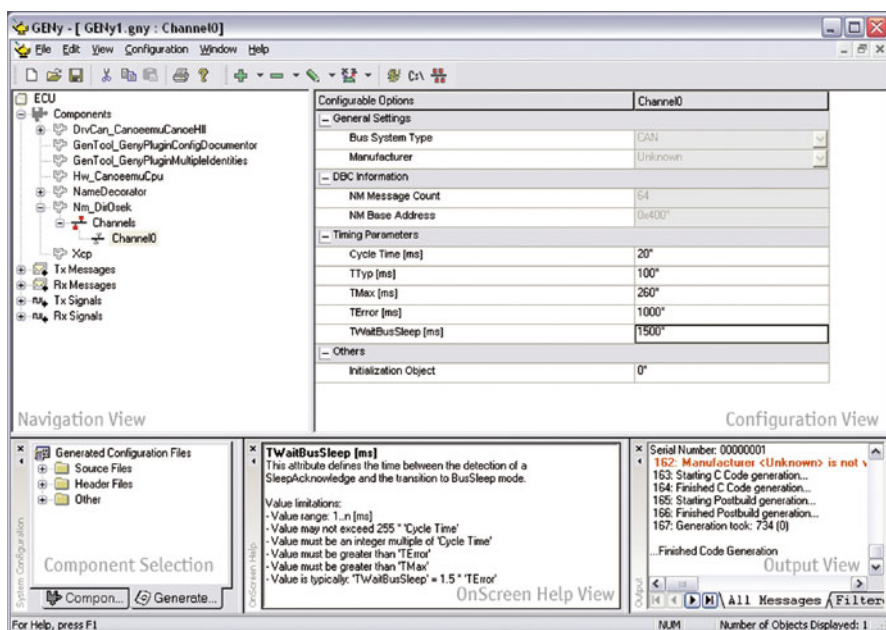 GENy - [ GENy1.gny : Channel0]
File Edit View Configuration Window Help
C:\
ECU
Components
DrvCan_CanoeemuCanoeHll
GenTool_GenyPluginConfigDocumentor
GenTool_GenyPluginMultipleIdentities
Hw_CanoeemuCpu
NameDecorator
Nm_DirOsek
Channels
Channel0
Xcp
Tx Messages
Rx Messages
Tx Signals
Rx Signals
Navigation View
Configurable Options Channel0
General Settings
Bus System Type CAN
Manufacturer Unknown
DBC Information
NM Message Count 64
NM Base Address 0x400*
Timing Parameters
Cycle Time [ms] 20*
TTyp [ms] 100*
TMax [ms] 260*
TError [ms] 1000*
TWaitBusSleep [ms] 1500*
Others
Initialization Object 0*
Configuration View
System Configuration
Generated Configuration Files
Source Files
Header Files
Other
Component Selection
Compon... Generate...
OnScreen Help
TWaitBusSleep [ms]
This attribute defines the time between the detection of a
SleepAcknowledge and the transition to BusSleep mode.
Value limitations:
- Value range: 1..n [ms]
- Value may not exceed 255 * 'Cycle Time'
- Value must be an integer multiple of 'Cycle Time'
- Value must be greater than 'TError'
- Value must be greater than 'TMax'
- Value is typically: 'TWaitBusSleep' = 1.5 * 'TError'
OnScreen Help View
Output
Serial Number: 00000001
162: Manufacturer <Unknown> is not v
163: Starting C Code generation...
164: Finished C Code generation...
165: Starting Postbuild generation...
166: Finished Postbuild generation...
167: Generation took: 734 (0)
...Finished Code Generation
Output View
All Messages Filter
For Help, press F1 NUM Number of Objects Displayed: 1